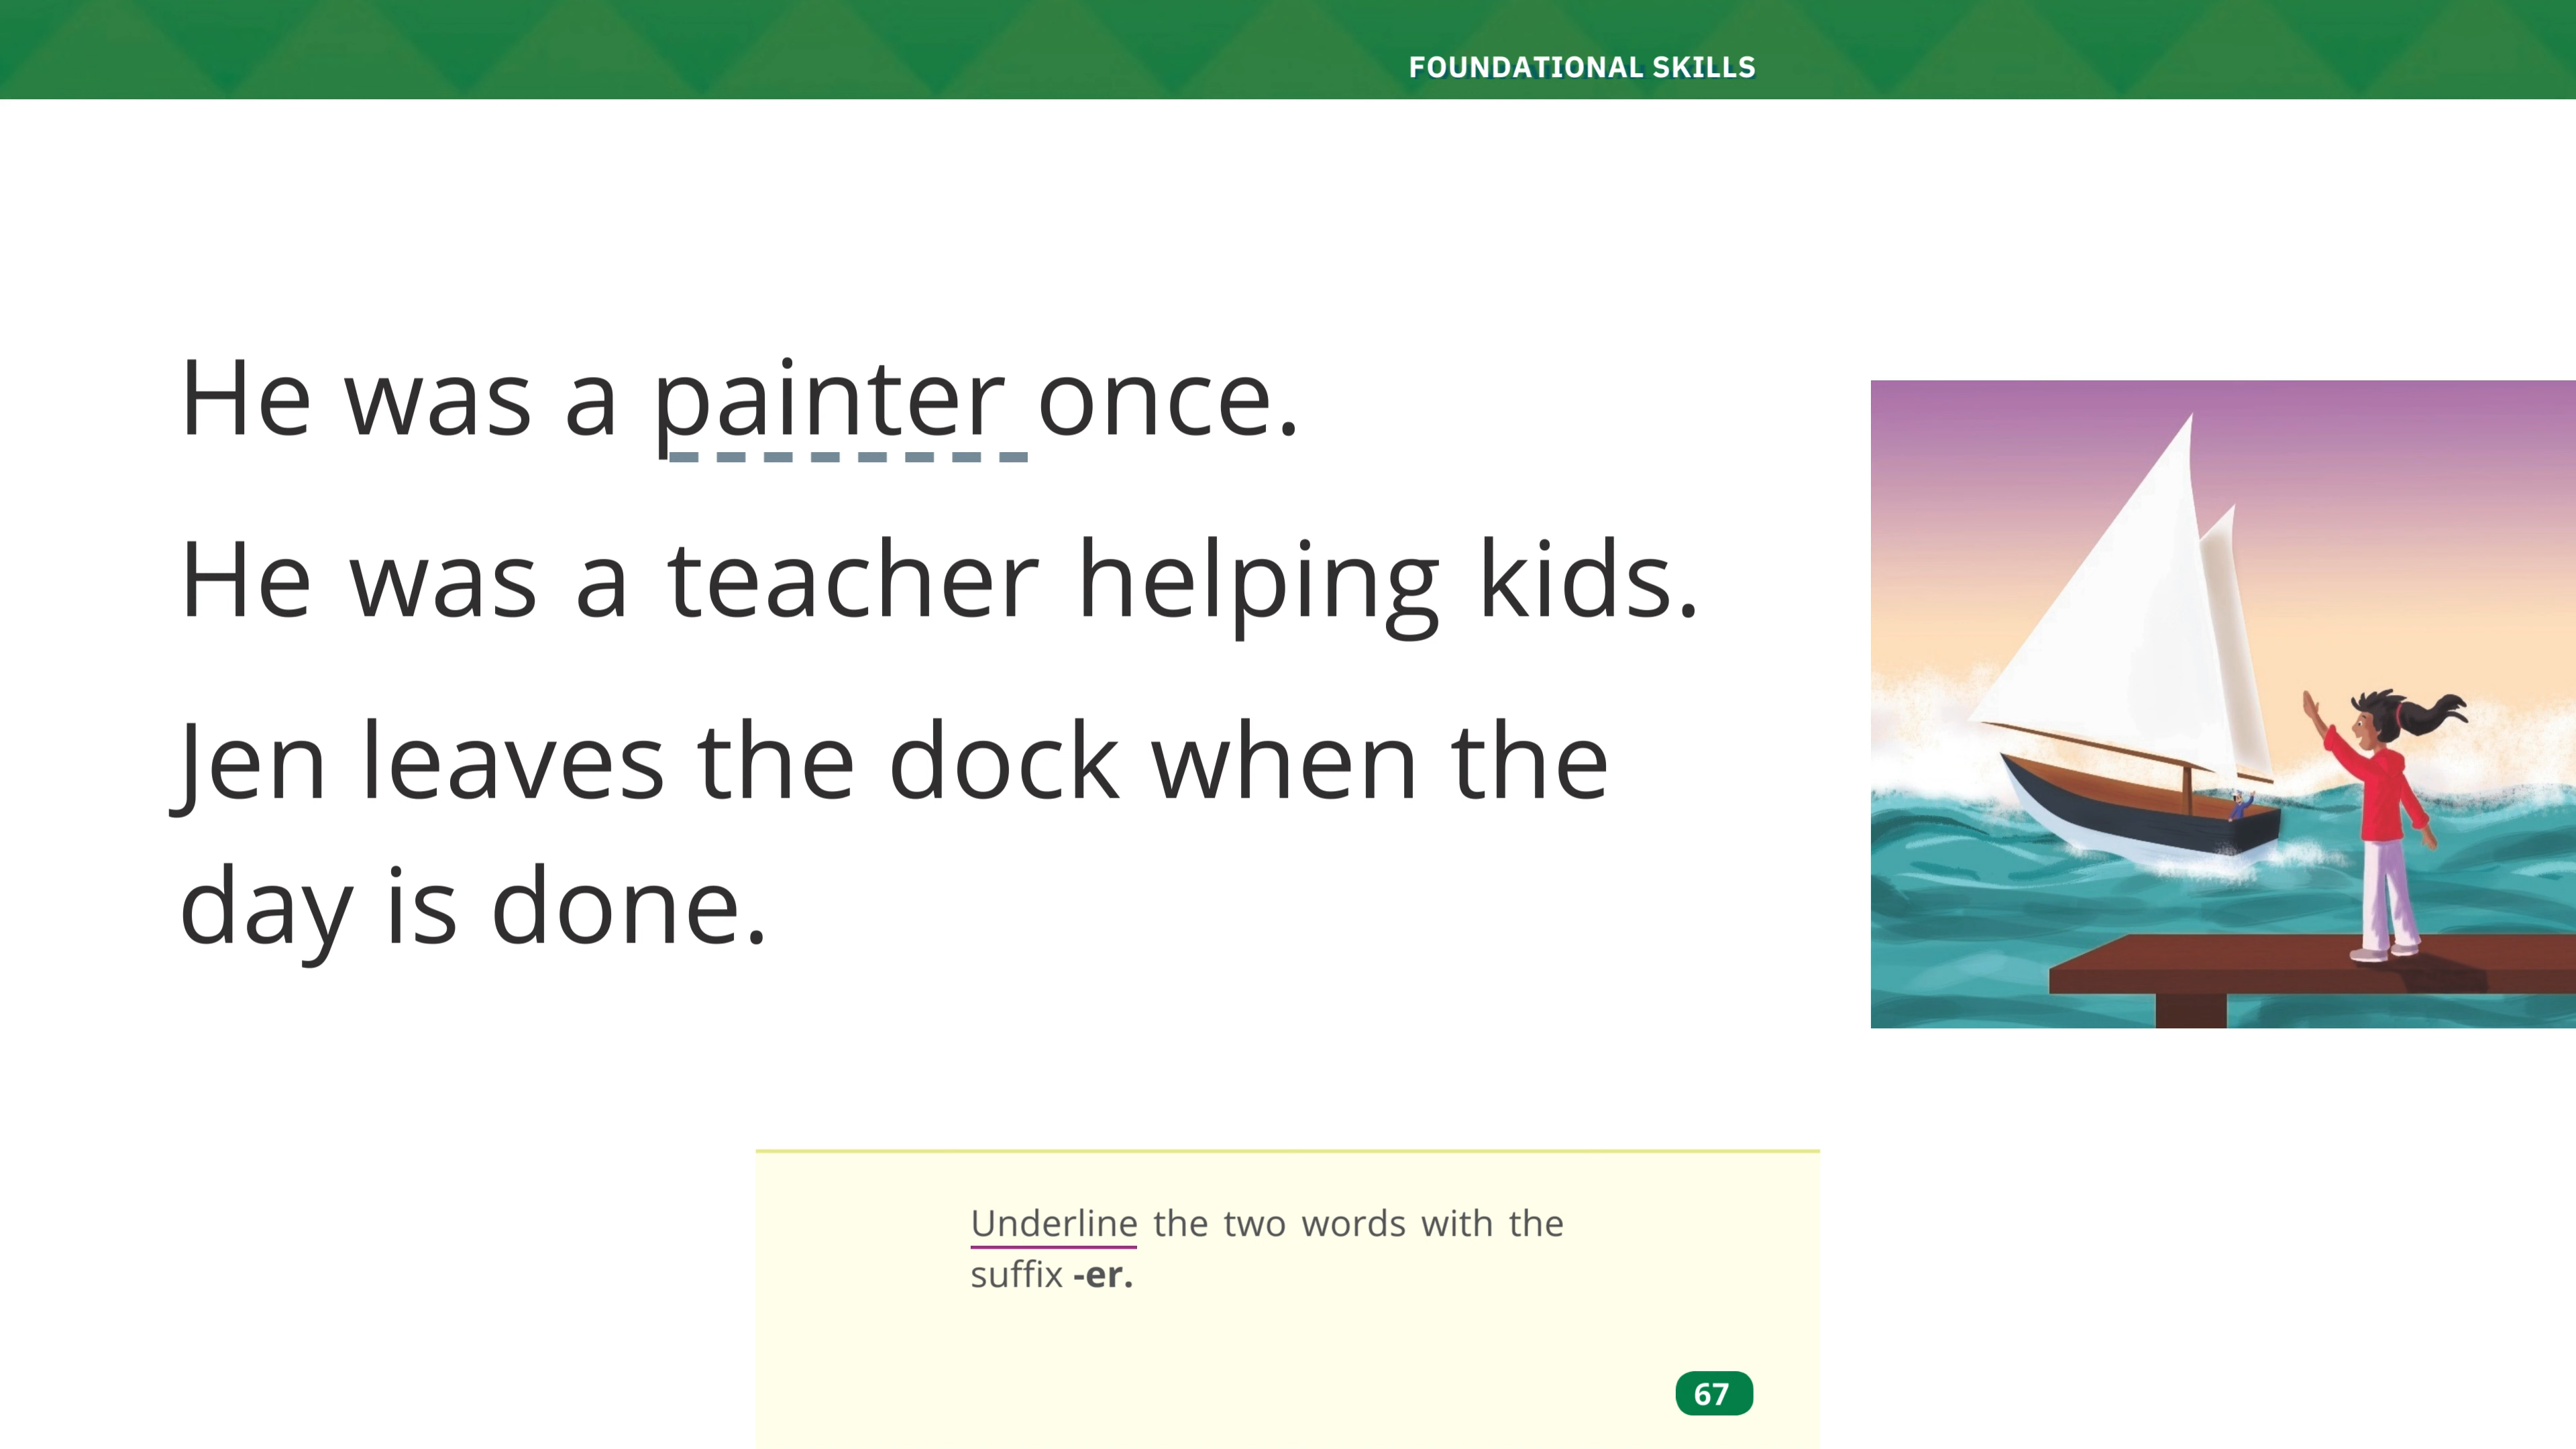 FOUNDATIONAL SKILLS
He was a painter once.
He was a teacher helping kids.
Jen leaves the dock when the
day is done.
Underline the two words with the
suffix -er.
67